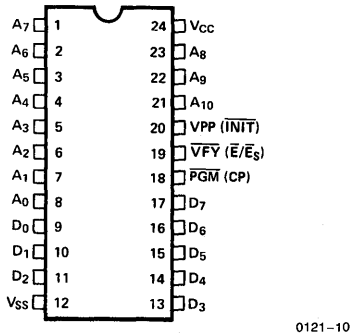 A7 1 24 VCC
A6 2 23 A8
A5 3 22 A9
A4 4 21 A10
A3 5 20 VPP (INIT)
A2 6 19 VFY (E/ES)
A1 7 18 PGM (CP)
A0 8 17 D7
D0 9 16 D6
D1 10 15 D5
D2 11 14 D4
VSS 12 13 D3
0121-10